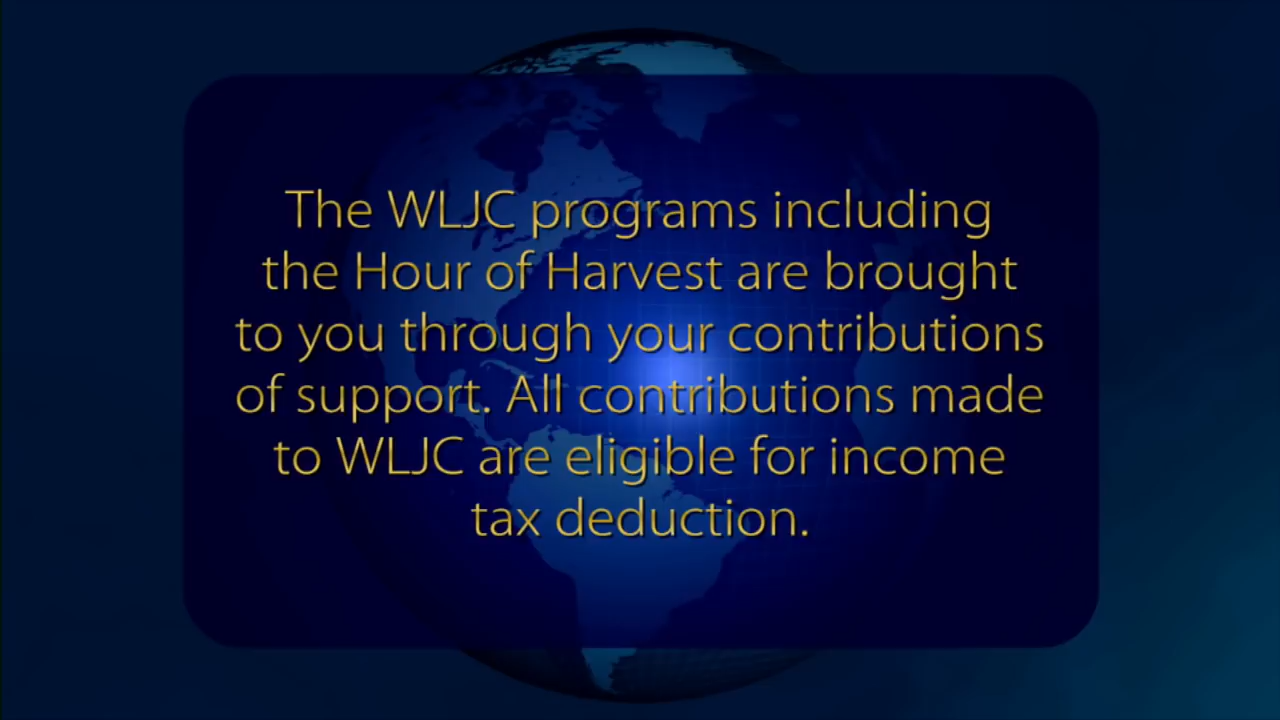 The WLJC programs including
the Hour of Harvest are brought
to you through your contributions
of support. All contributions made
to WLJC are eligible for income
tax deduction.